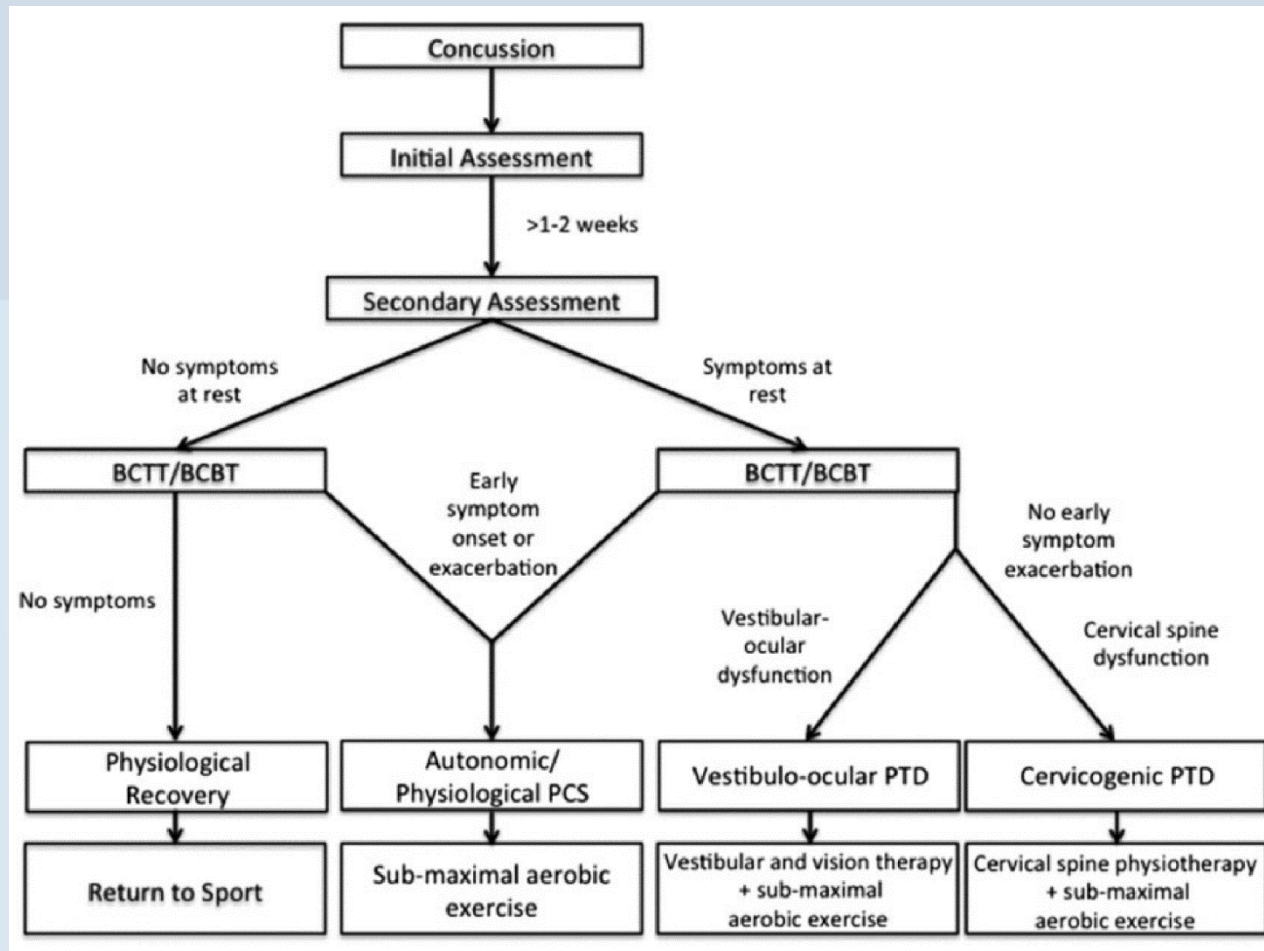 Concussion
Initial Assessment
>1-2 weeks
Secondary Assessment
No symptoms
at rest
Symptoms at
rest
BCTT/BCBT
BCTT/BCBT
Early
symptom
onset or
exacerbation
No early
symptom
exacerbation
No symptoms
Vestibular-
ocular
dysfunction
Cervical spine
dysfunction
Physiological
Recovery
Autonomic/
Physiological PCS
Vestibulo-ocular PTD
Cervicogenic PTD
Return to Sport
Sub-maximal aerobic
exercise
Vestibular and vision therapy
+ sub-maximal
aerobic exercise
Cervical spine physiotherapy
+ sub-maximal
aerobic exercise